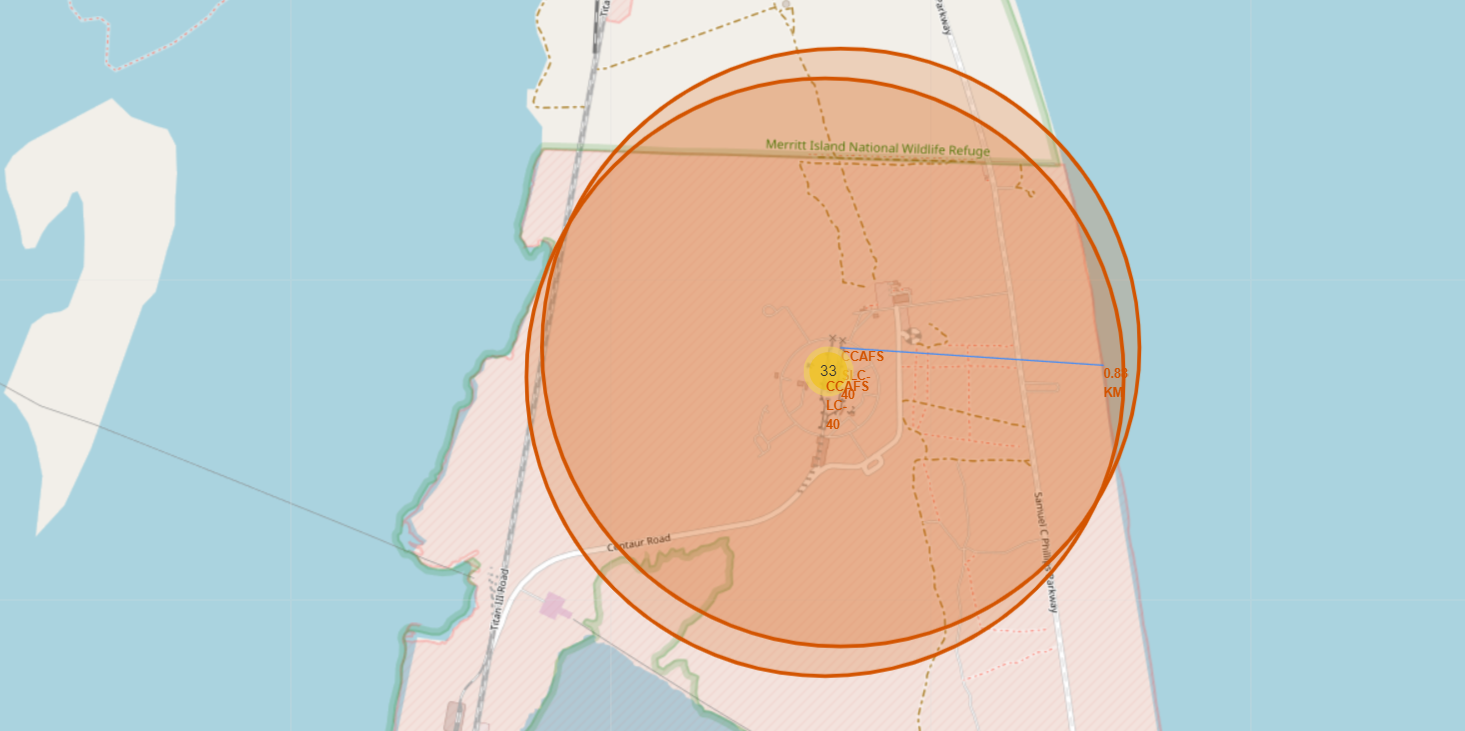 Tita
Parkway
Merritt Island National Wildlife Refuge
CCAFS
SLC-
40
33
CCAFS
LC-
40
0.88
KM
Samuel C Phillips Parkway
Centaur Road
Titan III Road